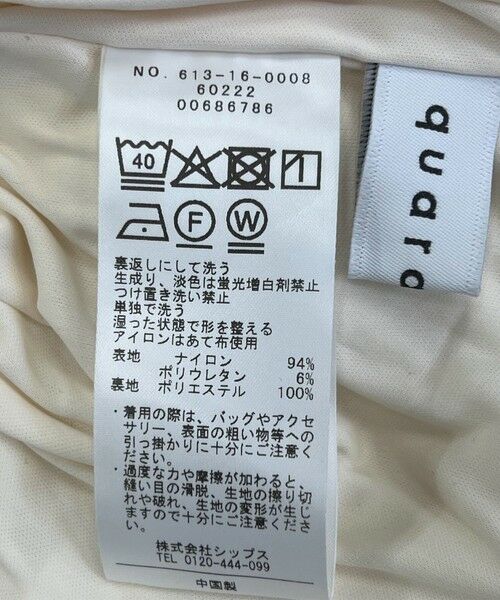 NO. 613-16-0008
60222
00686786
40
F
W
裏返しにして洗う
生成り、淡色は蛍光増白剤禁止
つけ置き洗い禁止
単独で洗う
湿った状態で形を整える
アイロンはあて布使用
表地 ナイロン 94%
ポリウレタン 6%
裏地 ポリエステル 100%
・着用の際は、バッグやアクセ
サリー、表面の粗い物等への
引っ掛かりに十分にご注意く
ださい。
・過度な力や摩擦が加わると、
縫い目の滑脱、生地の擦り切
れや破れ、生地の変形が生じ
ますので十分にご注意くださ
い。
株式会社シップス
TEL 0120-444-099
中国製
quar